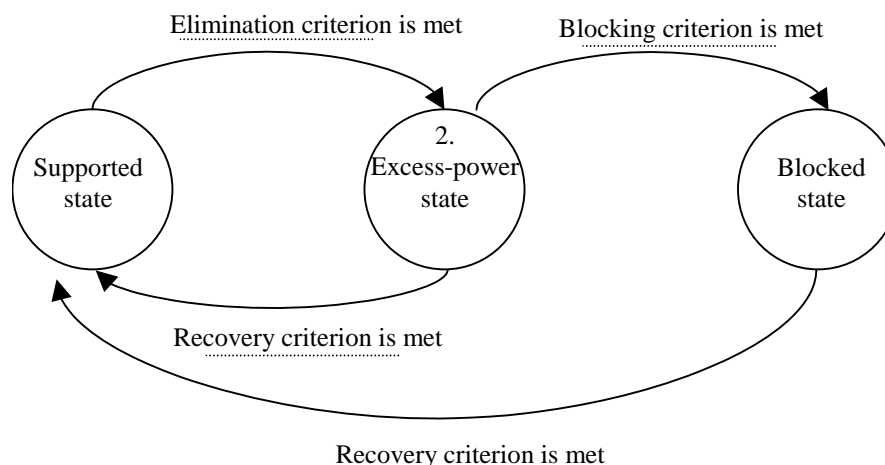 Elimination criterion is met
Blocking criterion is met
Supported
state
2.
Excess-power
state
Blocked
state
Recovery criterion is met
Recovery criterion is met